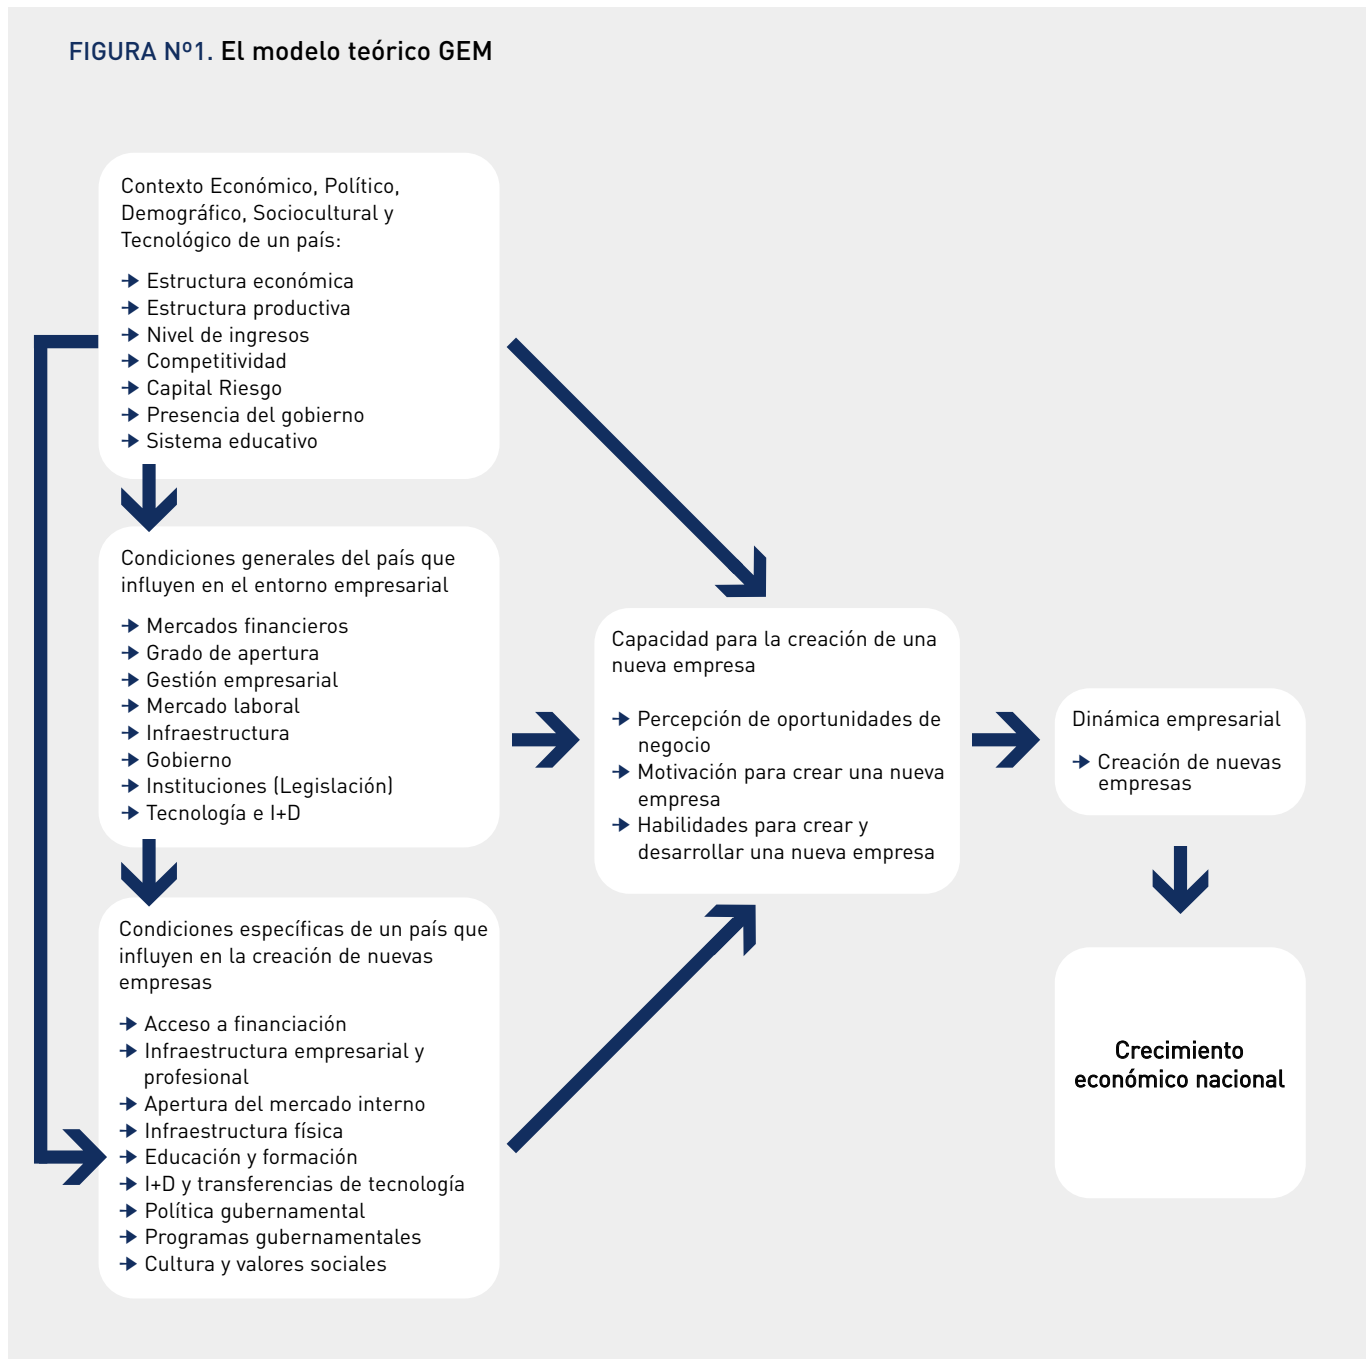 FIGURA Nº1. El modelo teórico GEM
Contexto Económico, Político,
Demográfico, Sociocultural y
Tecnológico de un país:
Estructura económica
Estructura productiva
Nivel de ingresos
Competitividad
Capital Riesgo
Presencia del gobierno
Sistema educativo
Condiciones generales del país que
influyen en el entorno empresarial
Mercados financieros
Grado de apertura
Gestión empresarial
Mercado laboral
Infraestructura
Gobierno
Instituciones (Legislación)
Tecnología e I+D
Condiciones específicas de un país que
influyen en la creación de nuevas
empresas
Acceso a financiación
Infraestructura empresarial y
profesional
Apertura del mercado interno
Infraestructura física
Educación y formación
I+D y transferencias de tecnología
Política gubernamental
Programas gubernamentales
Cultura y valores sociales
Capacidad para la creación de una
nueva empresa
Percepción de oportunidades de
negocio
Motivación para crear una nueva
empresa
Habilidades para crear y
desarrollar una nueva empresa
Dinámica empresarial
Creación de nuevas
empresas
Crecimiento
económico nacional